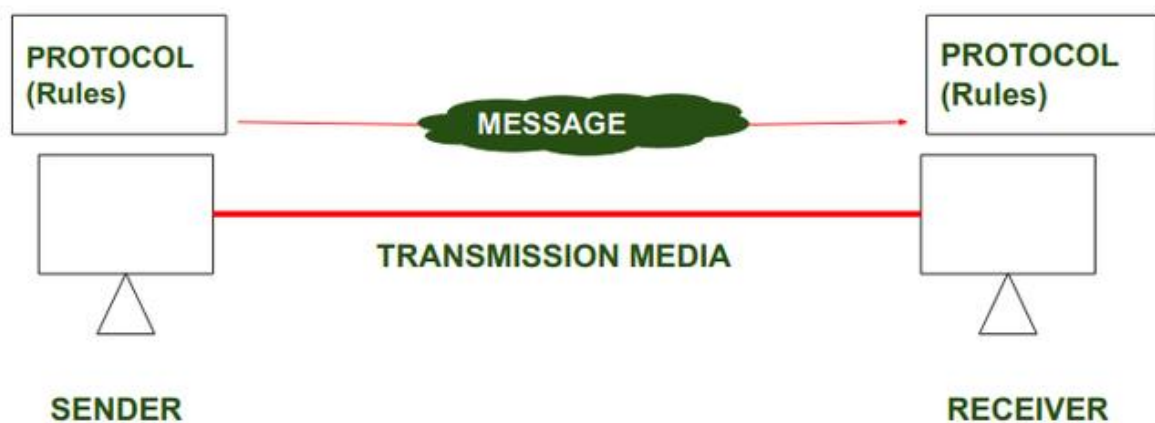 PROTOCOL
(Rules)
PROTOCOL
(Rules)
MESSAGE
TRANSMISSION MEDIA
SENDER
RECEIVER